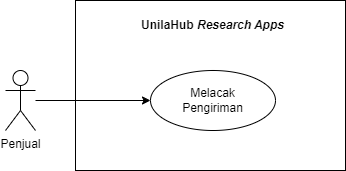 UnilaHub Research Apps
Melacak
Pengiriman
Penjual